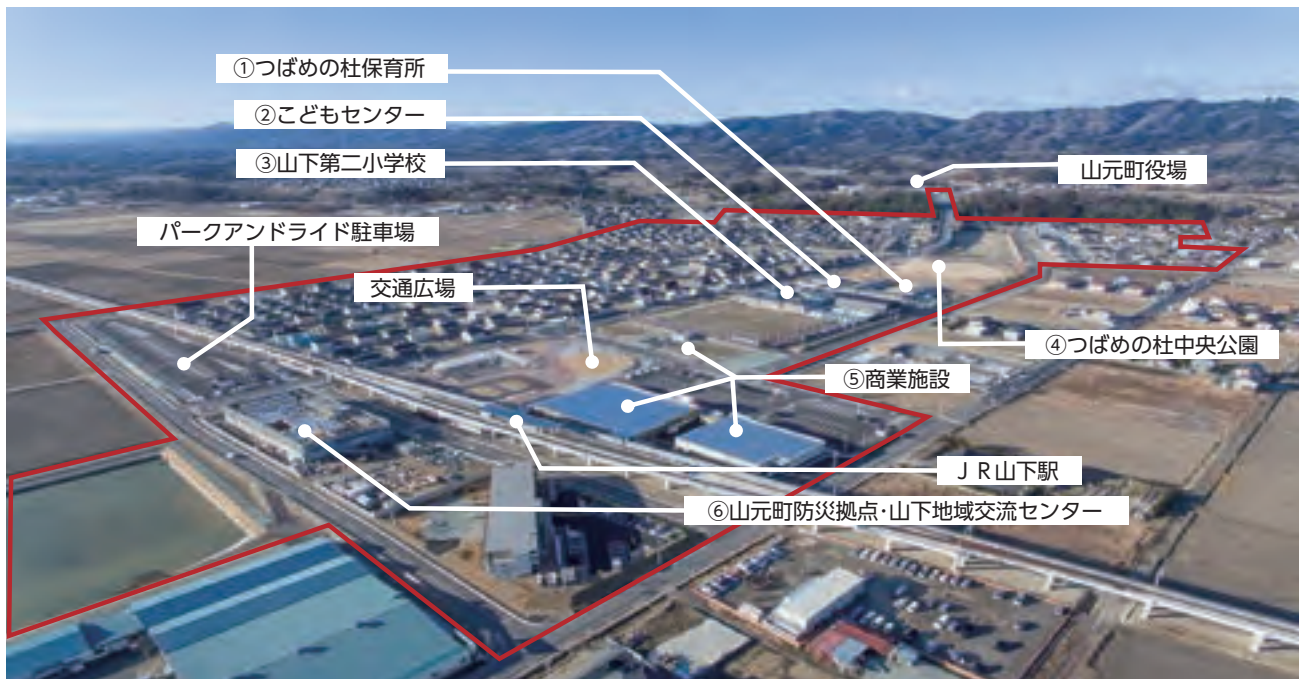 ①つばめの杜保育所
②こどもセンター
③山下第二小学校
山元町役場
パークアンドライド駐車場
交通広場
④つばめの杜中央公園
⑤商業施設
ＪＲ山下駅
⑥山元町防災拠点・山下地域交流センター